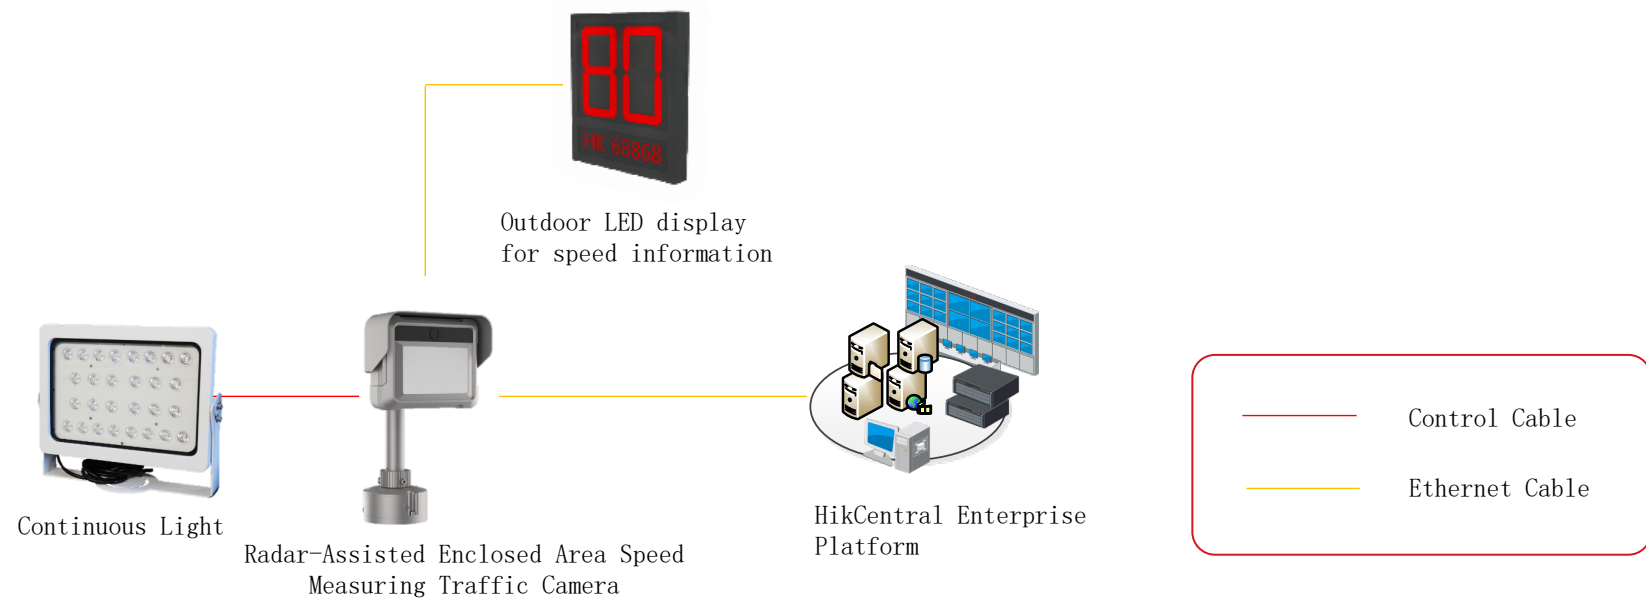 80
HK 68868
Outdoor LED display
for speed information
Continuous Light
Radar-Assisted Enclosed Area Speed
Measuring Traffic Camera
HikCentral Enterprise
Platform
Control Cable
Ethernet Cable